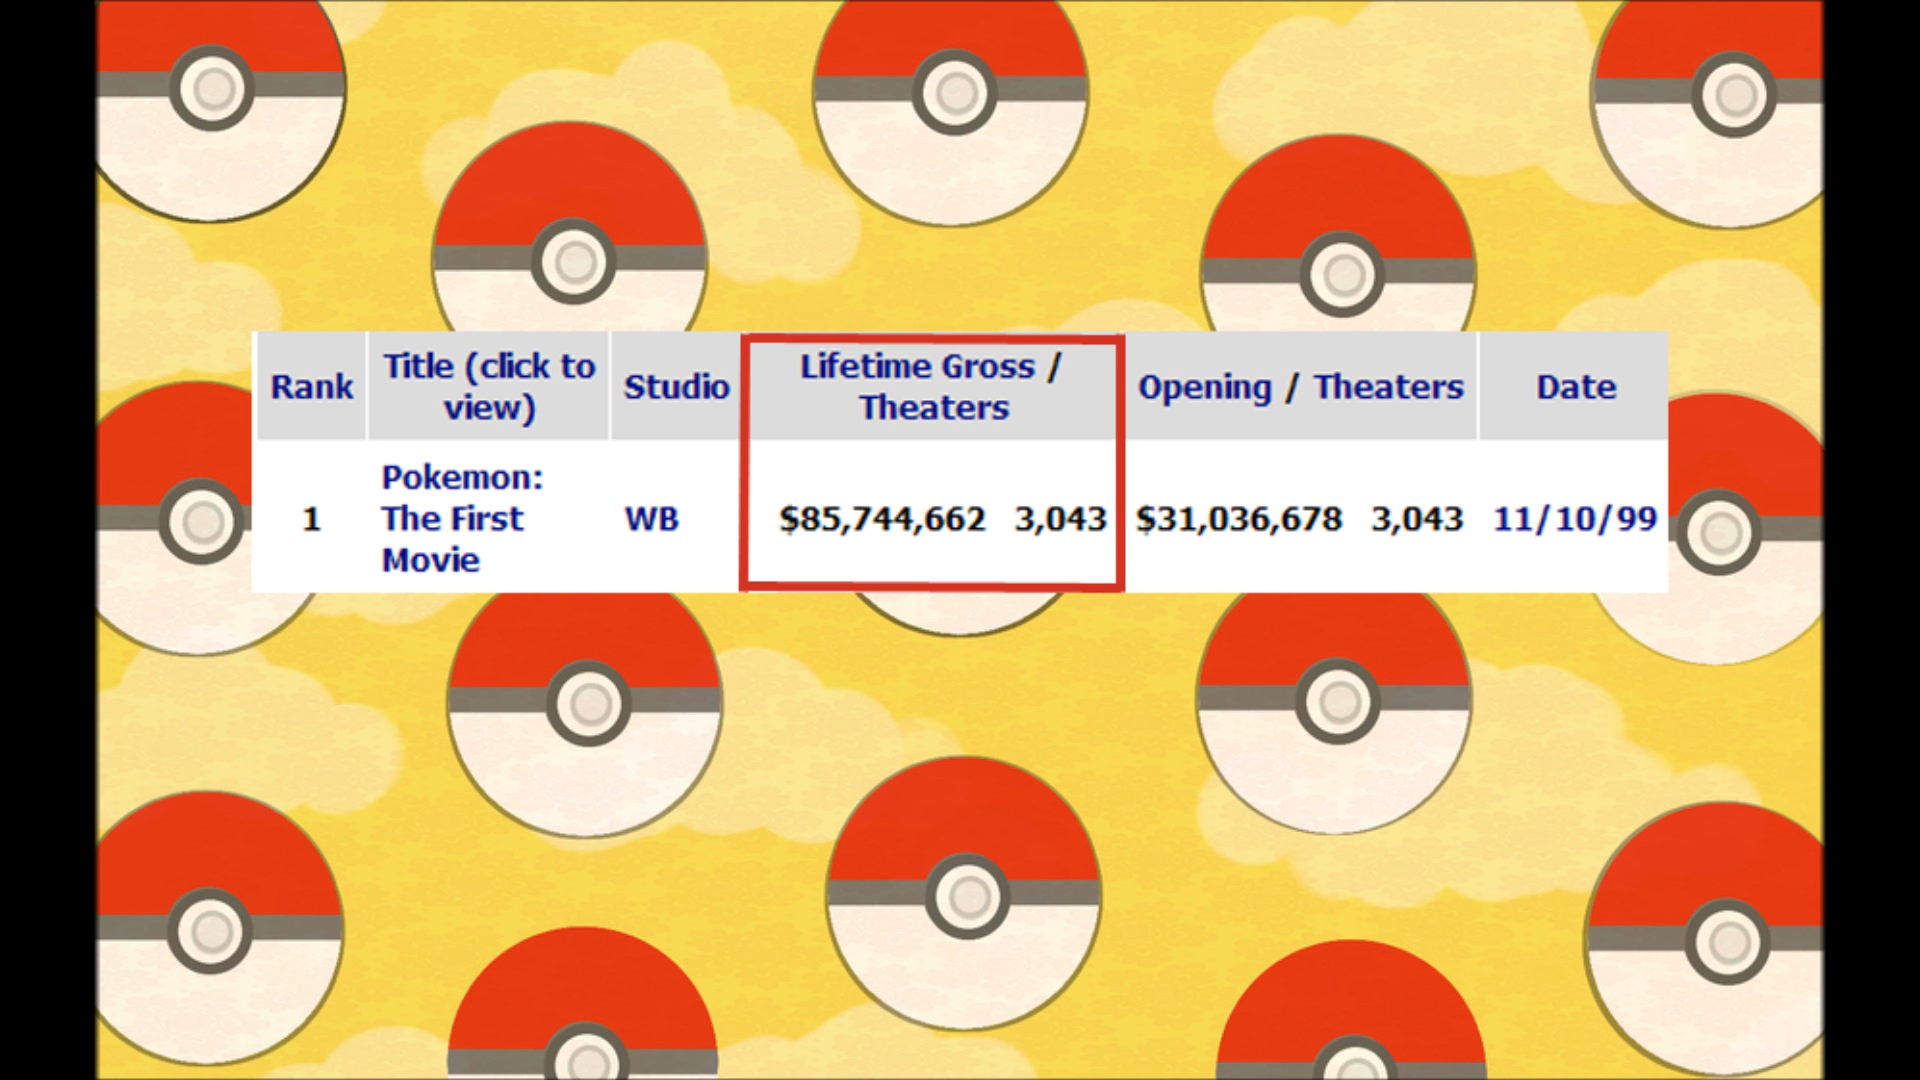 Rank Title (click to view) Studio Lifetime Gross / Theaters Opening / Theaters Date
1 Pokemon: The First Movie WB $85,744,662 3,043 $31,036,678 3,043 11/10/99